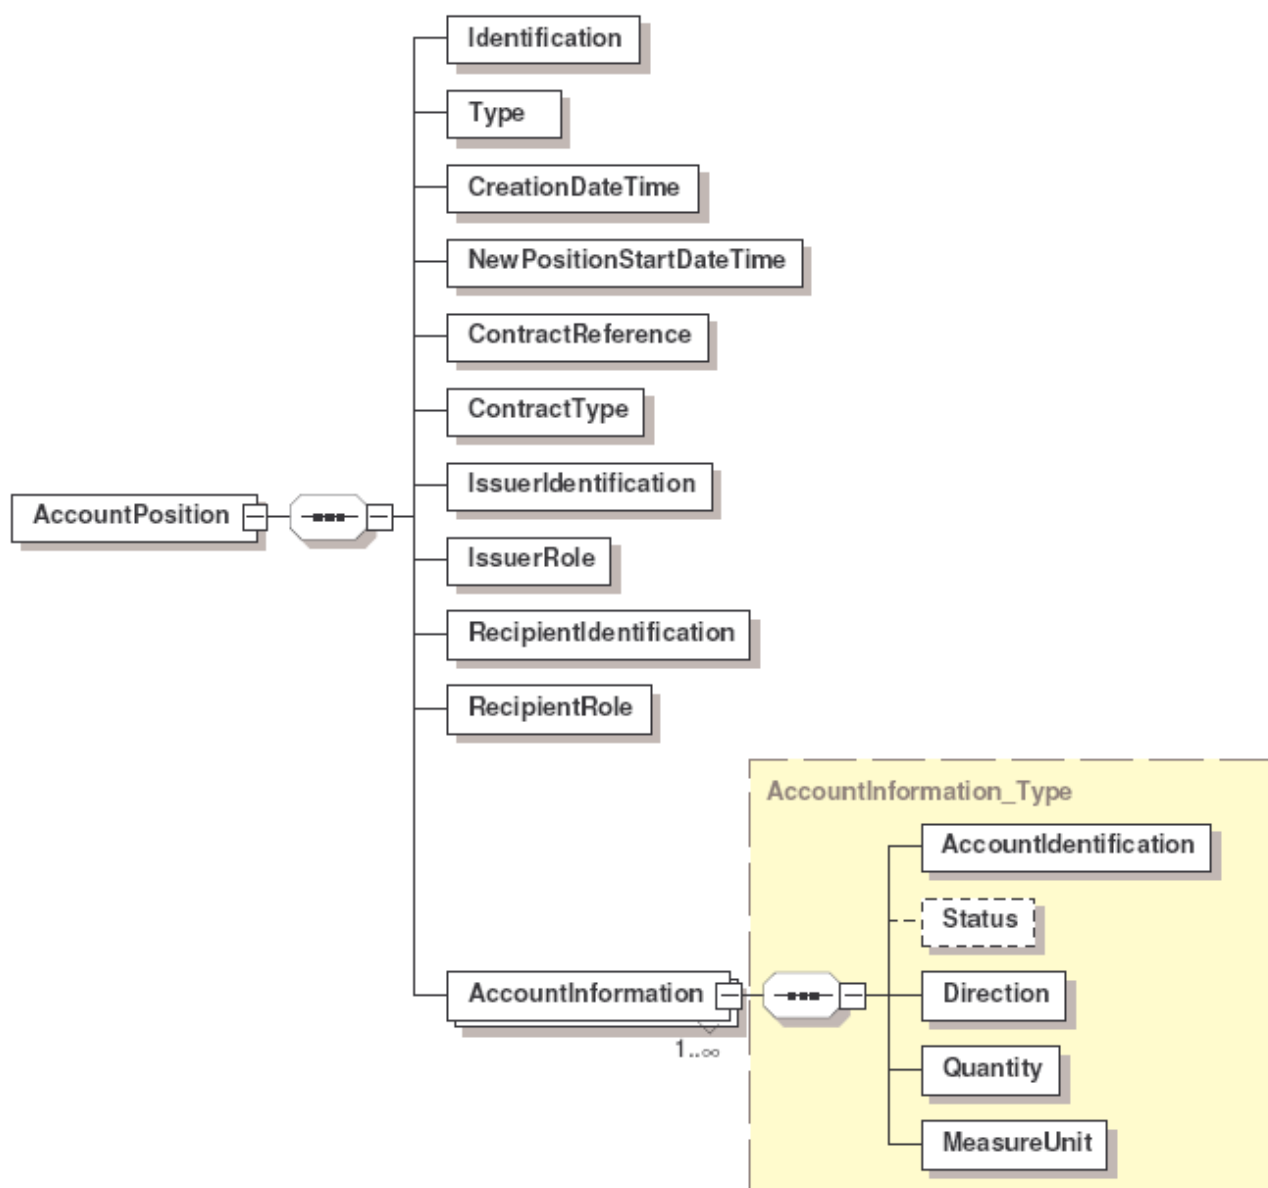 Identification
Type
CreationDateTime
NewPositionStartDateTime
ContractReference
ContractType
IssuerIdentification
AccountPosition
IssuerRole
RecipientIdentification
RecipientRole
AccountInformation_Type
AccountIdentification
Status
AccountInformation
Direction
1..∞
Quantity
MeasureUnit